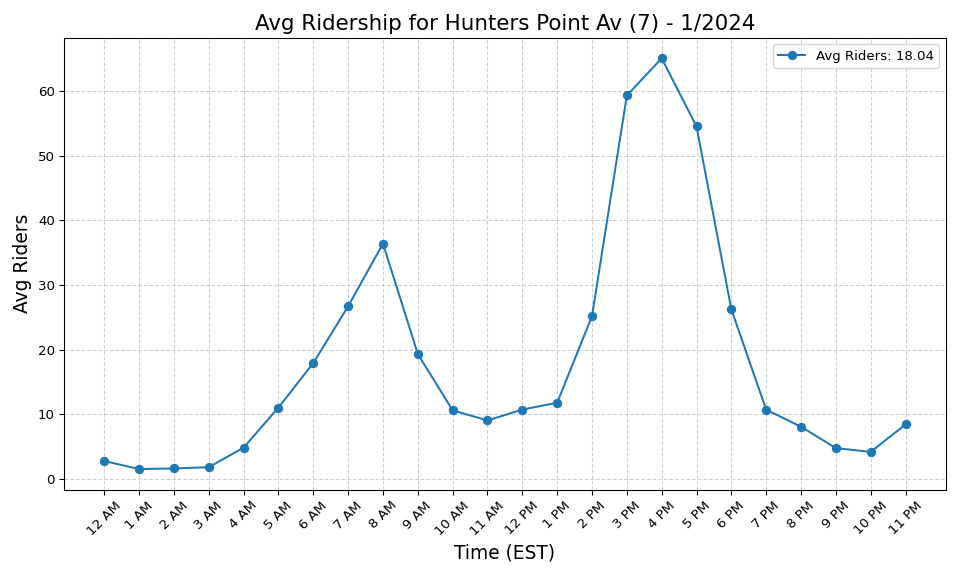 Avg Ridership for Hunters Point Av (7) - 1/2024
Avg Riders: 18.04
Avg Riders
60
50
40
30
20
10
0
12 AM
1 AM
2 AM
3 AM
4 AM
5 AM
6 AM
7 AM
8 AM
9 AM
10 AM
11 AM
12 PM
1 PM
2 PM
3 PM
4 PM
5 PM
6 PM
7 PM
8 PM
9 PM
10 PM
11 PM
Time (EST)